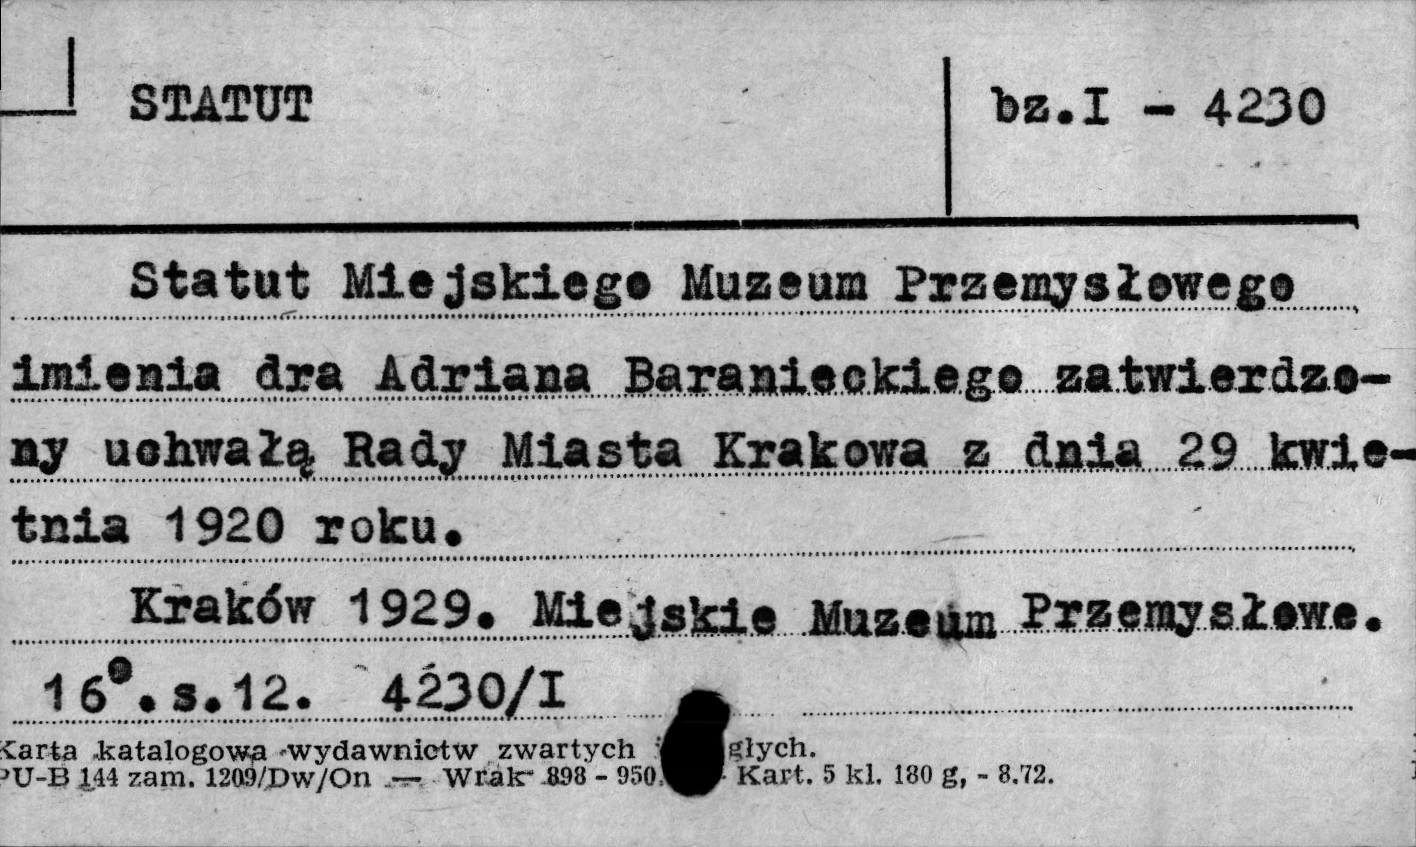 STATUT
bz.I - 4230
Statut Miejskiego Muzeum Przemysłowego
imienia dra Adriana Baranieckiego zatwierdzo-
ny uchwałą Rady Miasta Krakowa z dnia 29 kwie-
tnia 1920 roku.
Kraków 1929. Miejskie Muzeum Przemysłowe.
16°. s.12. 4230/I
Karta katalogowa wydawnictw zwartych głych.
PU-B 144 zam. 1209/Dw/On — Wrak 898 - 950. Kart. 5 kl. 180 g, - 8.72.